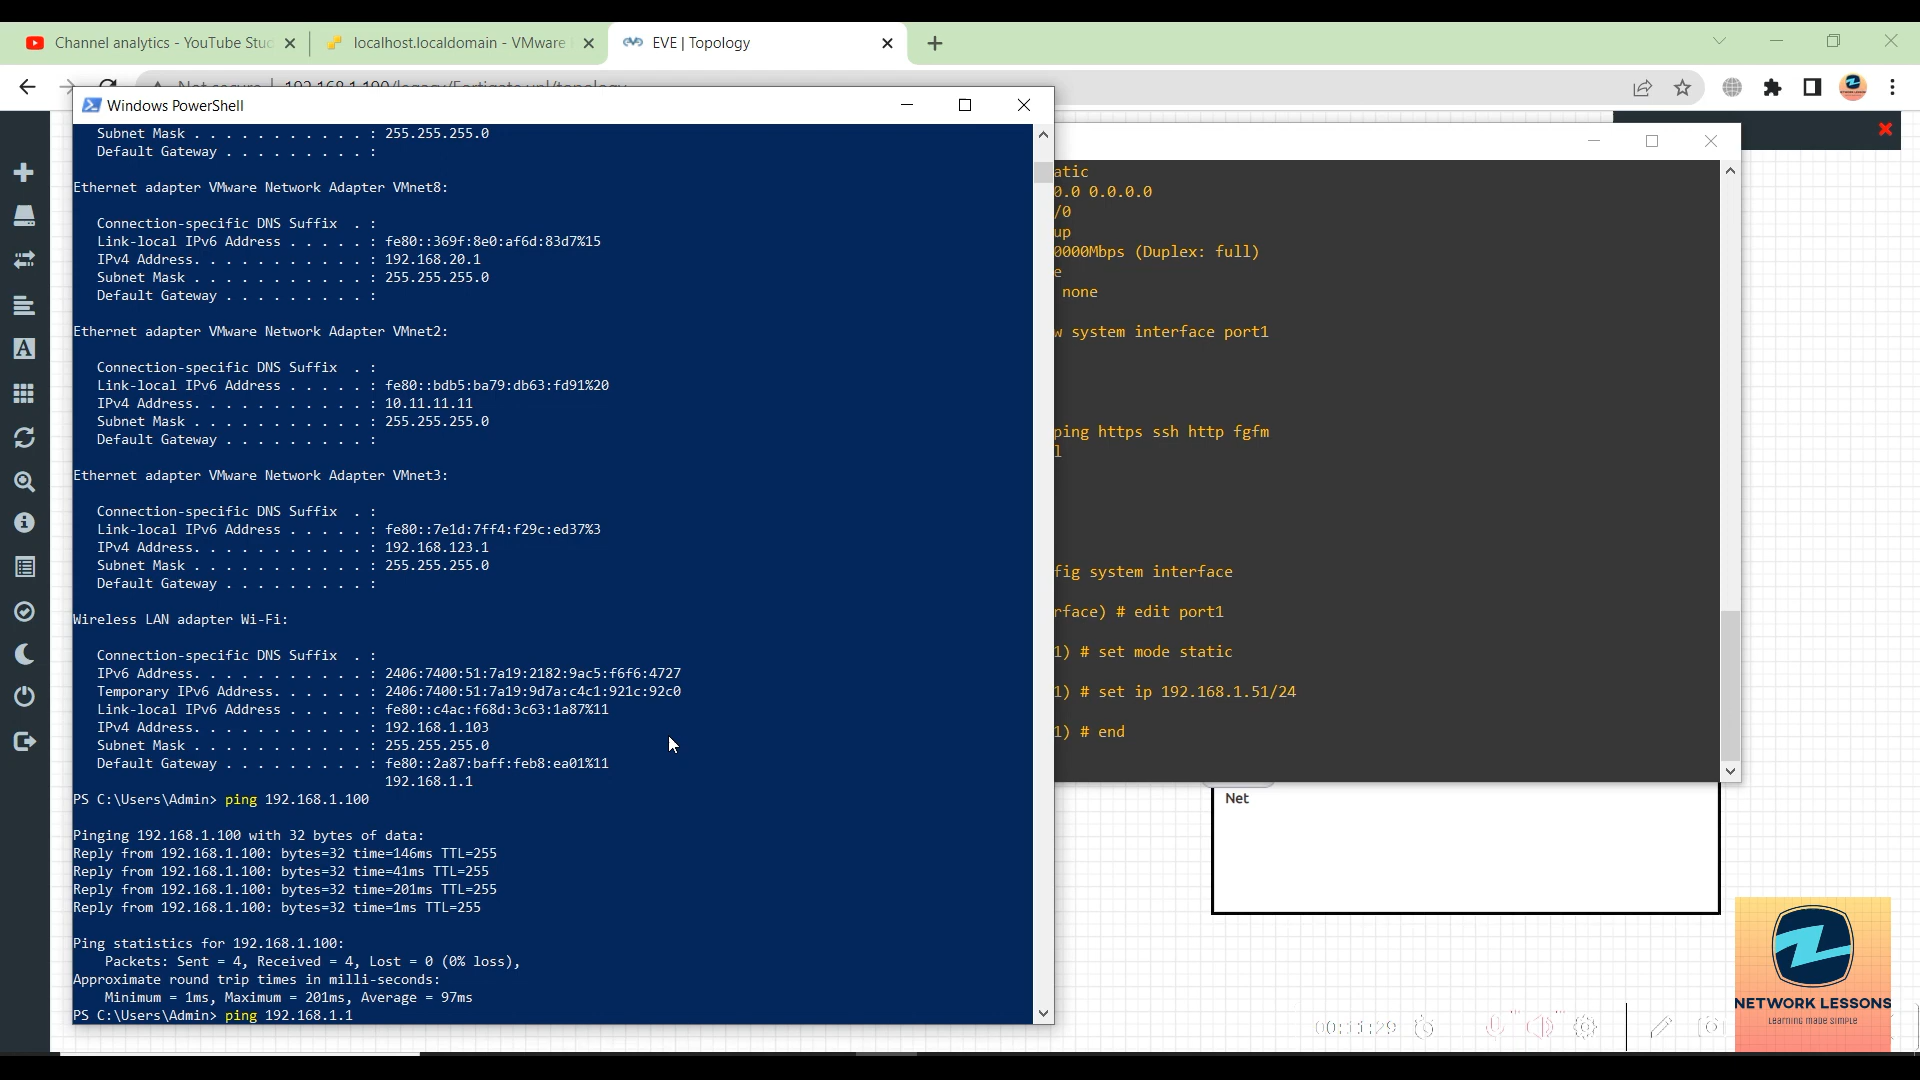 Channel analytics - YouTube Stu
localhost.localdomain - VMware
EVE | Topology
Windows PowerShell
Subnet Mask . . . . . . . . . . . : 255.255.255.0
Default Gateway . . . . . . . . . :
Ethernet adapter VMware Network Adapter VMnet8:
Connection-specific DNS Suffix  . :
Link-local IPv6 Address . . . . . : fe80::369f:8e0:af6d:83d7%15
IPv4 Address. . . . . . . . . . . : 192.168.20.1
Subnet Mask . . . . . . . . . . . : 255.255.255.0
Default Gateway . . . . . . . . . :
Ethernet adapter VMware Network Adapter VMnet2:
Connection-specific DNS Suffix  . :
Link-local IPv6 Address . . . . . : fe80::bdb5:ba79:db63:fd91%20
IPv4 Address. . . . . . . . . . . : 10.11.11.11
Subnet Mask . . . . . . . . . . . : 255.255.255.0
Default Gateway . . . . . . . . . :
Ethernet adapter VMware Network Adapter VMnet3:
Connection-specific DNS Suffix  . :
Link-local IPv6 Address . . . . . : fe80::7e1d:7ff4:f29c:ed37%3
IPv4 Address. . . . . . . . . . . : 192.168.123.1
Subnet Mask . . . . . . . . . . . : 255.255.255.0
Default Gateway . . . . . . . . . :
Wireless LAN adapter Wi-Fi:
Connection-specific DNS Suffix  . :
IPv6 Address. . . . . . . . . . . : 2406:7400:51:7a19:2182:9ac5:f6f6:4727
Temporary IPv6 Address. . . . . . : 2406:7400:51:7a19:9d7a:c4c1:921c:92c0
Link-local IPv6 Address . . . . . : fe80::c4ac:f68d:3c63:1a87%11
IPv4 Address. . . . . . . . . . . : 192.168.1.103
Subnet Mask . . . . . . . . . . . : 255.255.255.0
Default Gateway . . . . . . . . . : fe80::2a87:baff:feb8:ea01%11
192.168.1.1
PS C:\Users\Admin> ping 192.168.1.100
Pinging 192.168.1.100 with 32 bytes of data:
Reply from 192.168.1.100: bytes=32 time=146ms TTL=255
Reply from 192.168.1.100: bytes=32 time=41ms TTL=255
Reply from 192.168.1.100: bytes=32 time=201ms TTL=255
Reply from 192.168.1.100: bytes=32 time=1ms TTL=255
Ping statistics for 192.168.1.100:
Packets: Sent = 4, Received = 4, Lost = 0 (0% loss),
Approximate round trip times in milli-seconds:
Minimum = 1ms, Maximum = 201ms, Average = 97ms
PS C:\Users\Admin> ping 192.168.1.1
atic
0.0 0.0.0.0
/0
up
0000Mbps (Duplex: full)
e
none
w system interface port1
ping https ssh http fgfm
l
fig system interface
rface) # edit port1
1) # set mode static
1) # set ip 192.168.1.51/24
1) # end
Net
NETWORK LESSONS
Learning made simple